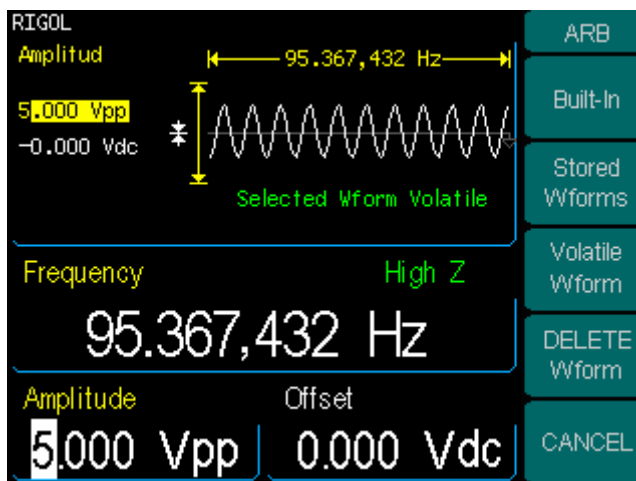 RIGOL
Amplitud
95.367,432 Hz
5.000 Vpp
-0.000 Vdc
Selected Wform Volatile
Frequency
High Z
95.367,432 Hz
Amplitude
Offset
5.000 Vpp
0.000 Vdc
ARB
Built-In
Stored
Wforms
Volatile
Wform
DELETE
Wform
CANCEL